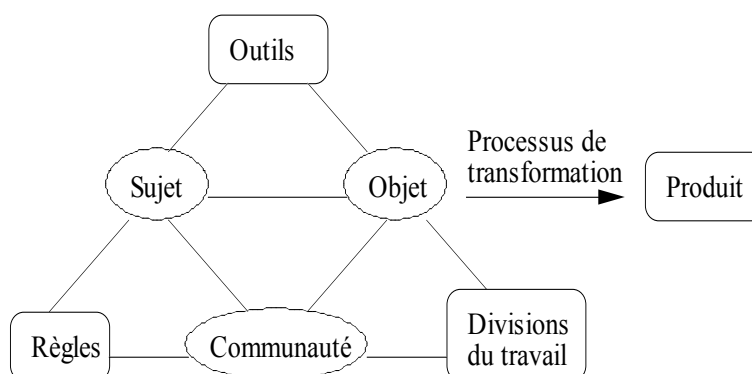 Outils
Processus de
transformation
Sujet
Objet
Produit
Règles
Communauté
Divisions
du travail